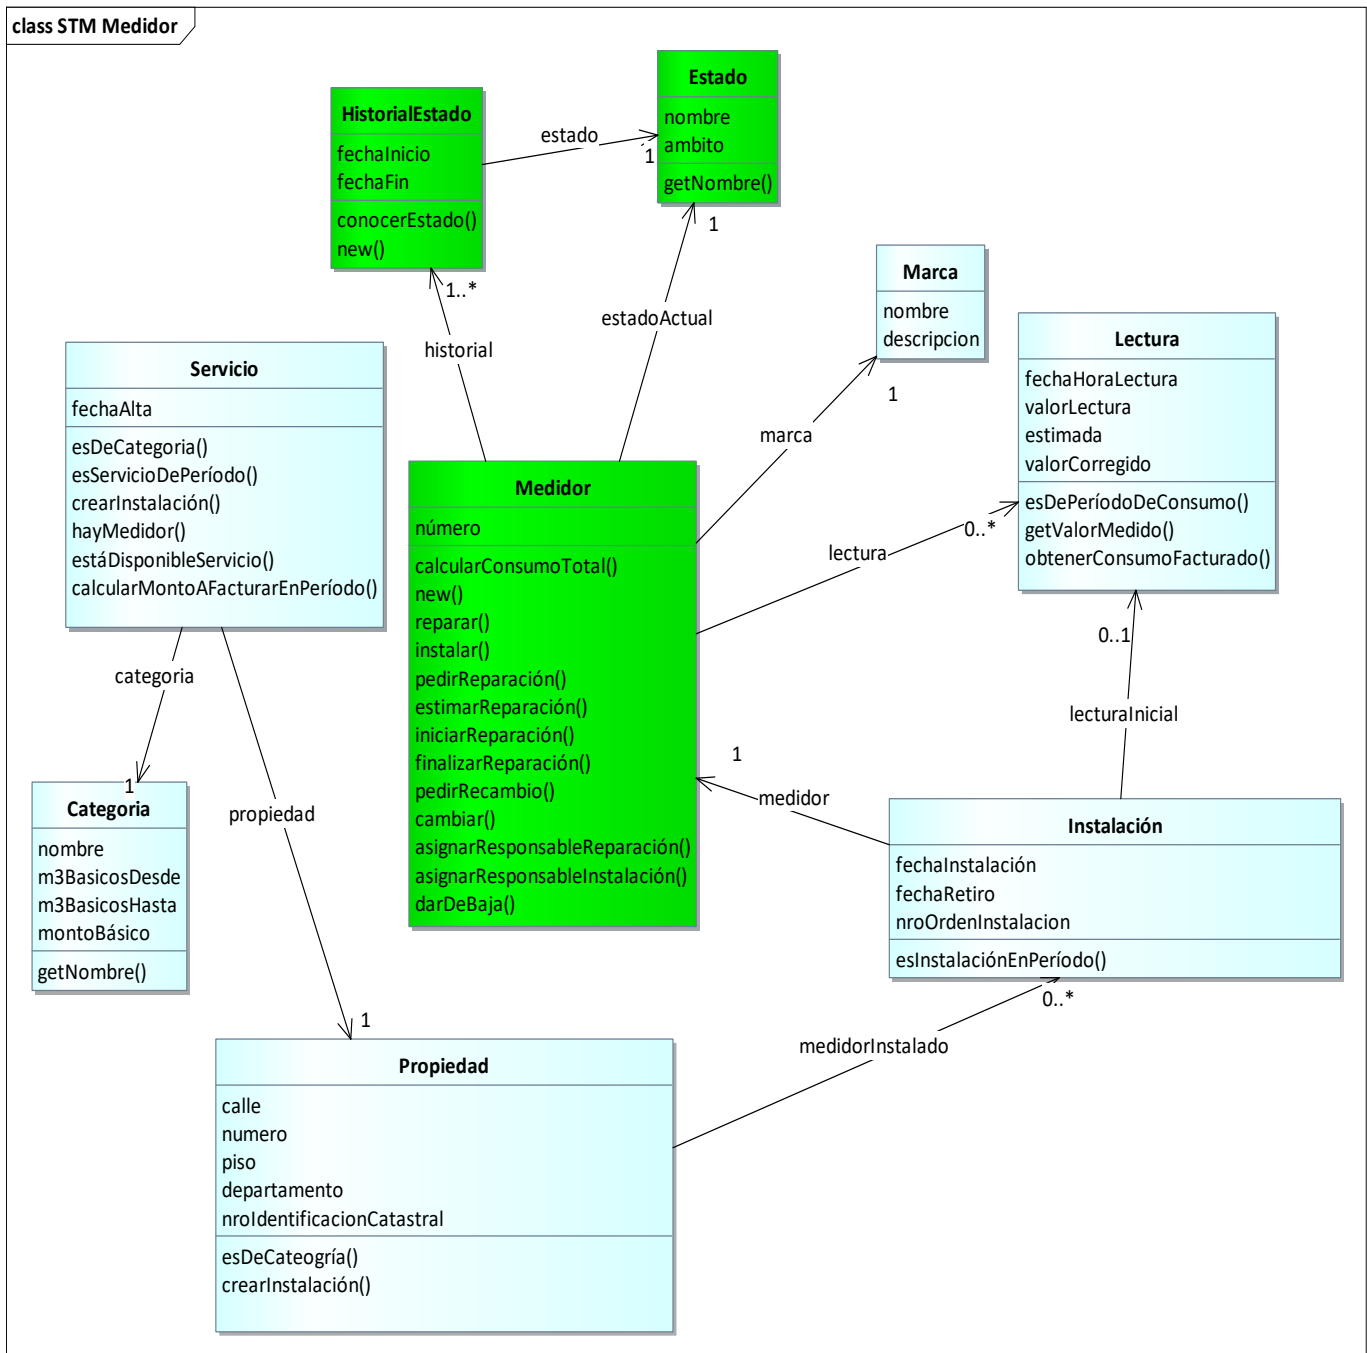 class STM Medidor
Estado
nombre
ambito
getNombre()
HistorialEstado
fechaInicio
fechaFin
conocerEstado()
new()
estado
1
1
1..*
historial
estadoActual
Marca
nombre
descripcion
1
marca
Lectura
fechaHoraLectura
valorLectura
estimada
valorCorregido
esDePeríodoDeConsumo()
getValorMedido()
obtenerConsumoFacturado()
0..*
lectura
Servicio
fechaAlta
esDeCategoria()
esServicioDePeríodo()
crearInstalación()
hayMedidor()
estáDisponibleServicio()
calcularMontoAFacturarEnPeríodo()
Medidor
número
calcularConsumoTotal()
new()
reparar()
instalar()
pedirReparación()
estimarReparación()
iniciarReparación()
finalizarReparación()
pedirRecambio()
cambiar()
asignarResponsableReparación()
asignarResponsableInstalación()
darDeBaja()
0..1
lecturaInicial
1
medidor
categoria
1
propiedad
1
Categoria
nombre
m3BasicosDesde
m3BasicosHasta
montoBásico
getNombre()
Instalación
fechaInstalación
fechaRetiro
nroOrdenInstalacion
esInstalaciónEnPeríodo()
0..*
medidorInstalado
Propiedad
calle
numero
piso
departamento
nroIdentificacionCatastral
esDeCateogría()
crearInstalación()